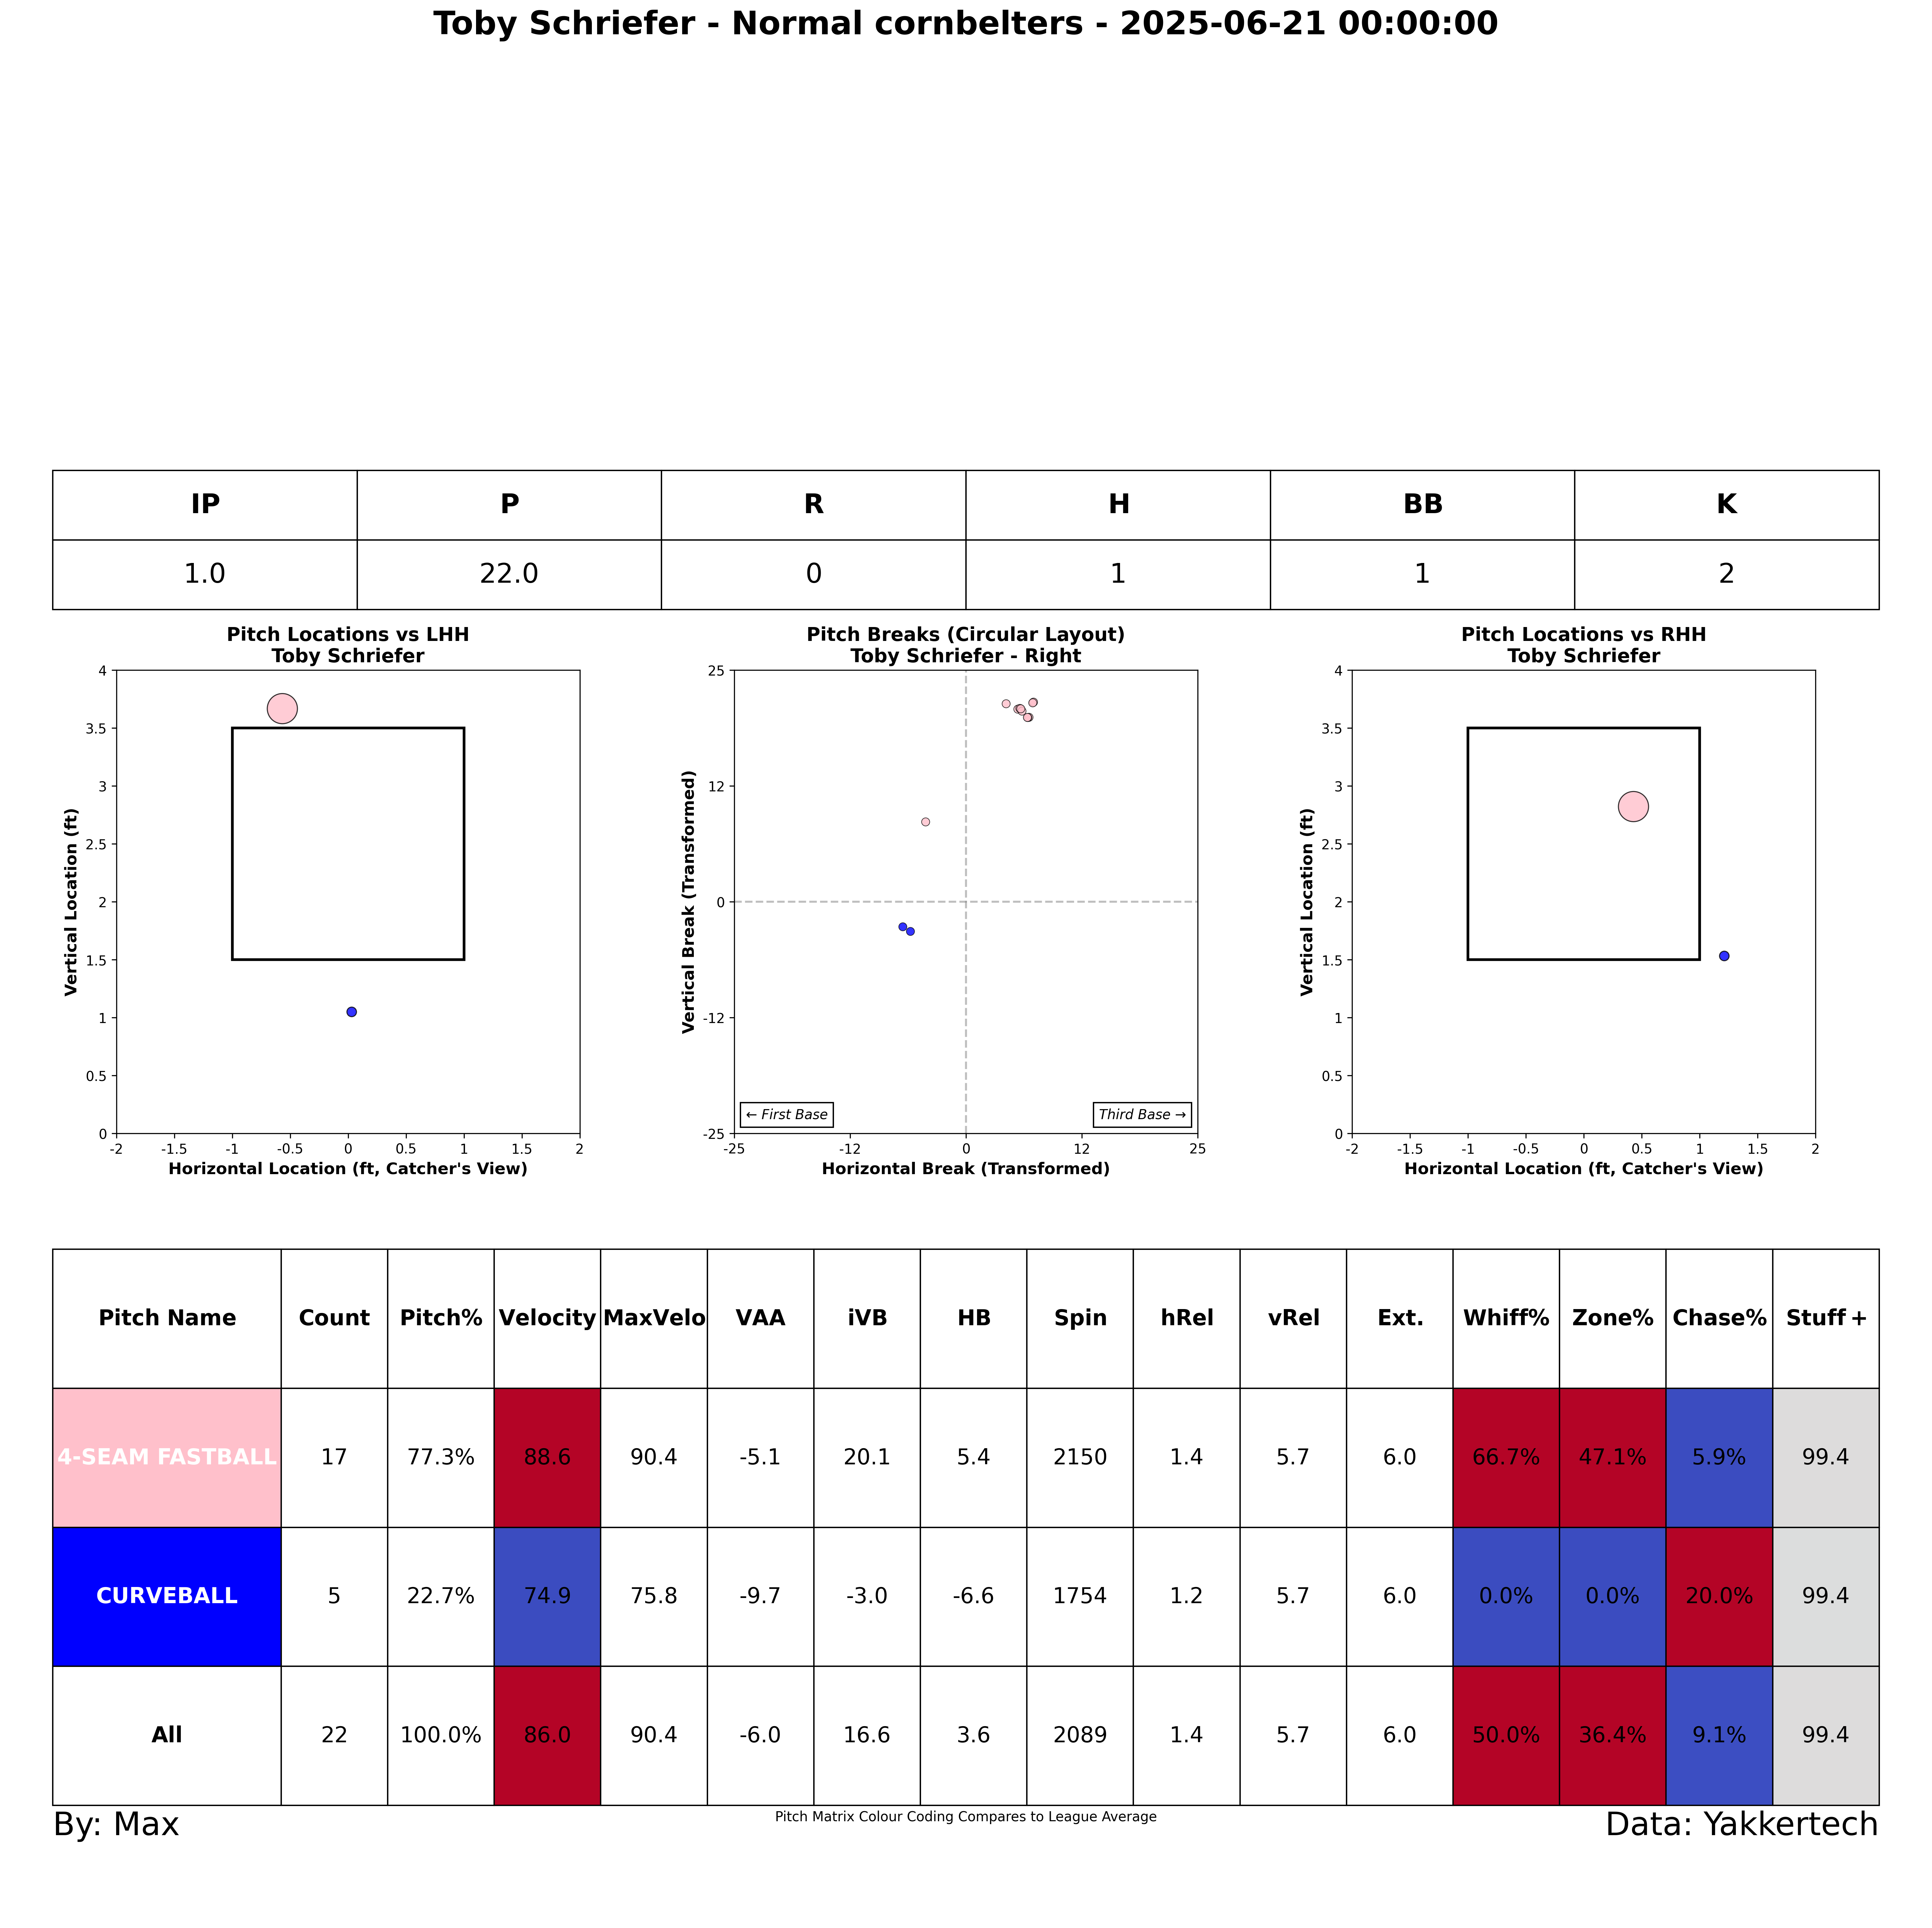 Toby Schriefer - Normal cornbelters - 2025-06-21 00:00:00
IP P R H BB K
1.0 22.0 0 1 1 2
Pitch Locations vs LHH
Toby Schriefer
4
3.5
3
2.5
2
1.5
1
0.5
0
-2 -1.5 -1 -0.5 0 0.5 1 1.5 2
Vertical Location (ft)
Horizontal Location (ft, Catcher's View)
Pitch Breaks (Circular Layout)
Toby Schriefer - Right
25
12
0
-12
-25
-25 -12 0 12 25
Vertical Break (Transformed)
← First Base
Third Base →
Horizontal Break (Transformed)
Pitch Locations vs RHH
Toby Schriefer
4
3.5
3
2.5
2
1.5
1
0.5
0
-2 -1.5 -1 -0.5 0 0.5 1 1.5 2
Vertical Location (ft)
Horizontal Location (ft, Catcher's View)
Pitch Name Count Pitch% Velocity MaxVelo VAA iVB HB Spin hRel vRel Ext. Whiff% Zone% Chase% Stuff+
4-SEAM FASTBALL 17 77.3% 88.6 90.4 -5.1 20.1 5.4 2150 1.4 5.7 6.0 66.7% 47.1% 5.9% 99.4
CURVEBALL 5 22.7% 74.9 75.8 -9.7 -3.0 -6.6 1754 1.2 5.7 6.0 0.0% 0.0% 20.0% 99.4
All 22 100.0% 86.0 90.4 -6.0 16.6 3.6 2089 1.4 5.7 6.0 50.0% 36.4% 9.1% 99.4
By: Max
Pitch Matrix Colour Coding Compares to League Average
Data: Yakkertech